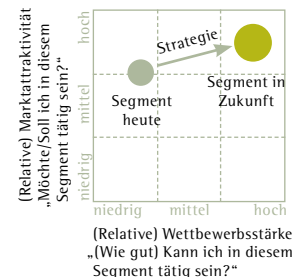 (Relative) Marktattraktivität
„Möchte/Soll ich in diesem
Segment tätig sein?“
hoch
mittel
niedrig
Strategie
Segment
heute
Segment in
Zukunft
niedrig mittel hoch
(Relative) Wettbewerbsstärke
„(Wie gut) Kann ich in diesem
Segment tätig sein?“